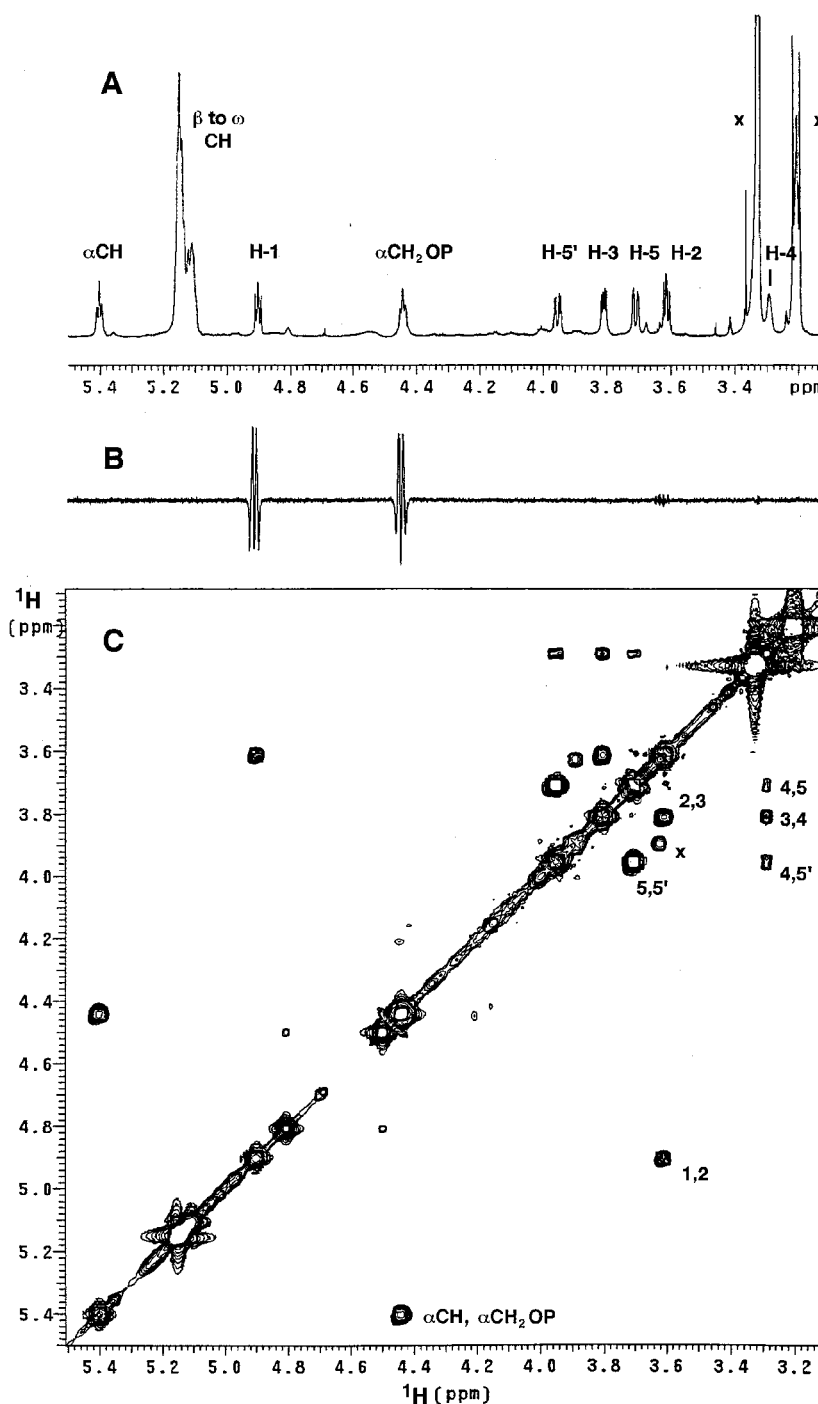 A
β to ω
CH
x
x
αCH
H-1
αCH₂OP
H-5'
H-3
H-5
H-2
H-4
5.4 5.2 5.0 4.8 4.6 4.4 4.2 4.0 3.8 3.6 3.4 ppm
B
¹H
(ppm)
C
3.4
3.6
3.8
4.0
4.2
4.4
4.6
4.8
5.0
5.2
5.4
2,3
4,5
3,4
x
4,5'
5,5'
1,2
αCH, αCH₂OP
5.4 5.2 5.0 4.8 4.6 4.4 4.2 4.0 3.8 3.6 3.4 3.2
¹H (ppm)